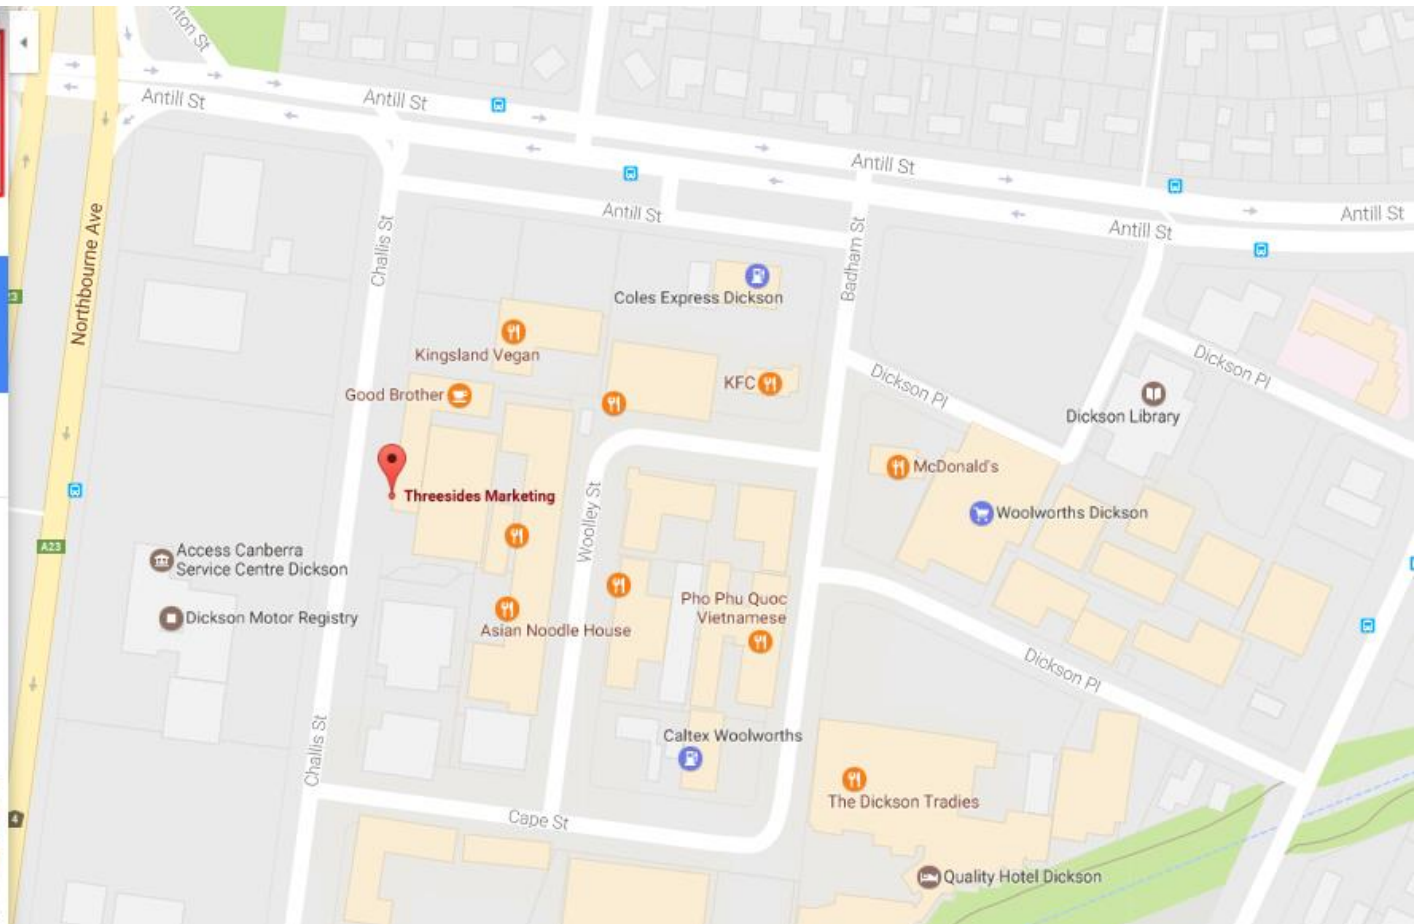 Antill St
Antill St
Antill St
Antill St
Antill St
Antill St
Northbourne Ave
Challis St
Badham St
Coles Express Dickson
Kingsland Vegan
Good Brother
KFC
Dickson Pl
Dickson Pl
Dickson Library
McDonald's
Threesides Marketing
Woolworths Dickson
Woolley St
A23
Access Canberra
Service Centre Dickson
Dickson Motor Registry
Asian Noodle House
Pho Phu Quoc
Vietnamese
Dickson Pl
Challis St
Caltex Woolworths
The Dickson Tradies
Cape St
4
Quality Hotel Dickson